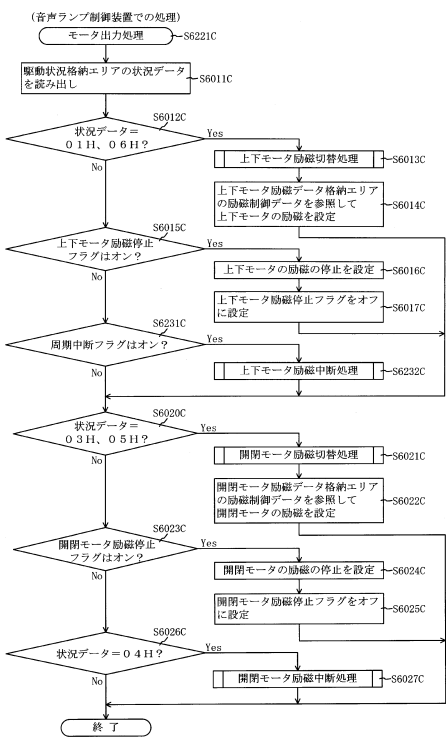 (音声ランプ制御装置での処理)
モータ出力処理
S6221C
駆動状況格納エリアの状況データ
を読み出し
S6011C
S6012C
状況データ=
01H、06H?
Yes
No
上下モータ励磁切替処理
S6013C
上下モータ励磁データ格納エリア
の励磁制御データを参照して
上下モータの励磁を設定
S6014C
S6015C
上下モータ励磁停止
フラグはオン?
Yes
No
上下モータの励磁の停止を設定
S6016C
上下モータ励磁停止フラグをオフ
に設定
S6017C
S6231C
周期中断フラグはオン?
Yes
No
上下モータ励磁中断処理
S6232C
S6020C
状況データ=
03H、05H?
Yes
No
開閉モータ励磁切替処理
S6021C
開閉モータ励磁データ格納エリア
の励磁制御データを参照して
開閉モータの励磁を設定
S6022C
S6023C
開閉モータ励磁停止
フラグはオン?
Yes
No
開閉モータの励磁の停止を設定
S6024C
開閉モータ励磁停止フラグをオフ
に設定
S6025C
S6026C
状況データ=04H?
Yes
No
開閉モータ励磁中断処理
S6027C
終了